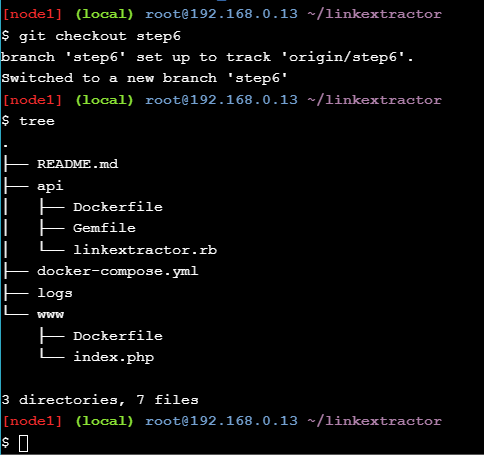 [node1] (local) root@192.168.0.13 ~/linkextractor
$ git checkout step6
branch 'step6' set up to track 'origin/step6'.
Switched to a new branch 'step6'
[node1] (local) root@192.168.0.13 ~/linkextractor
$ tree
.
├── README.md
├── api
│   ├── Dockerfile
│   ├── Gemfile
│   └── linkextractor.rb
├── docker-compose.yml
├── logs
└── www
    ├── Dockerfile
    └── index.php

3 directories, 7 files
[node1] (local) root@192.168.0.13 ~/linkextractor
$